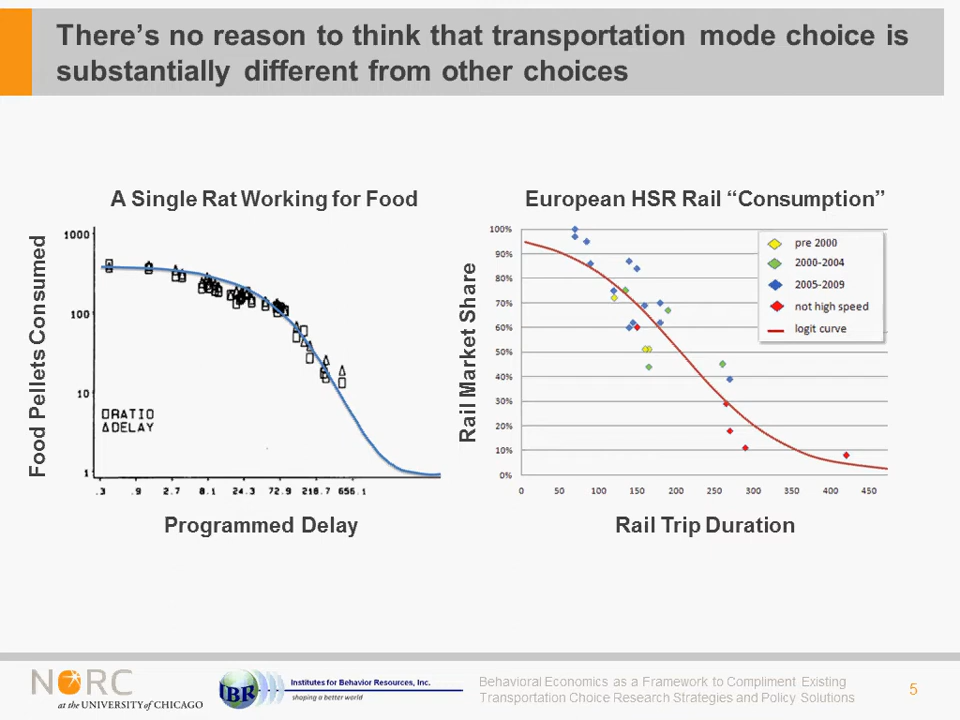 There's no reason to think that transportation mode choice is
substantially different from other choices
A Single Rat Working for Food
Food Pellets Consumed
1000
100
10
1
□RATIO
△DELAY
.3 .9 2.7 8.1 24.3 72.9 218.7 656.1
Programmed Delay
European HSR Rail “Consumption”
Rail Market Share
100%
90%
80%
70%
60%
50%
40%
30%
20%
10%
0%
pre 2000
2000-2004
2005-2009
not high speed
logit curve
0 50 100 150 200 250 300 350 400 450
Rail Trip Duration
NORC
at the UNIVERSITY of CHICAGO
IBR
Institutes for Behavior Resources, Inc.
shaping a better world
Behavioral Economics as a Framework to Compliment Existing
Transportation Choice Research Strategies and Policy Solutions
5